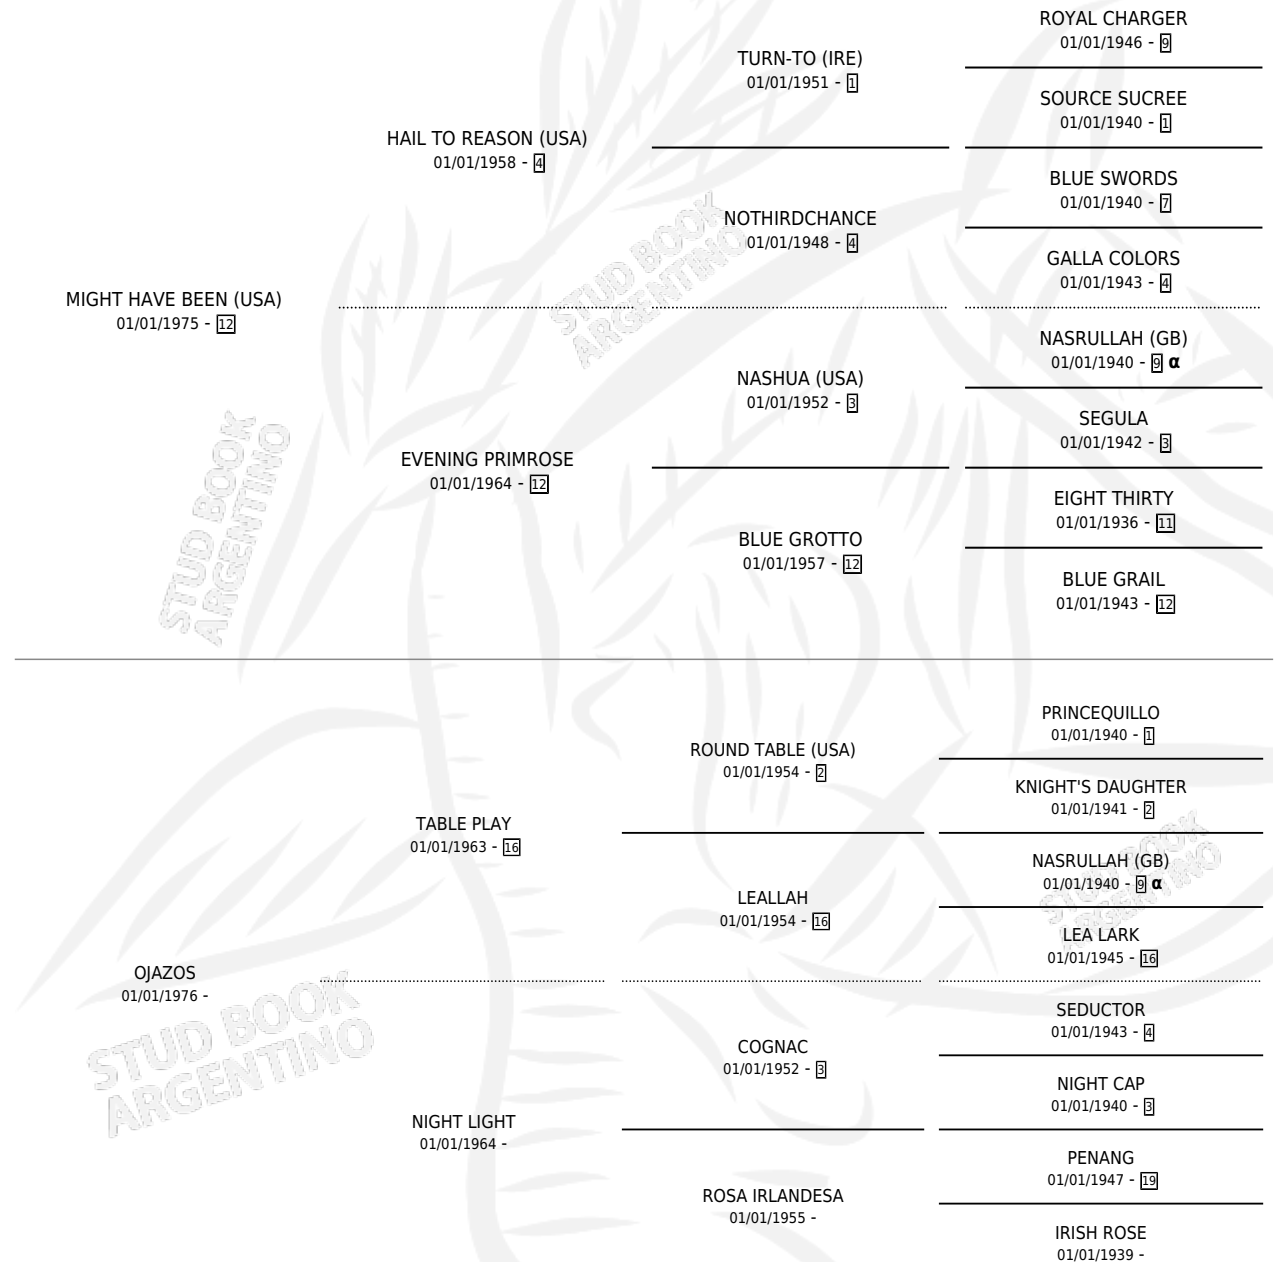 ROYAL CHARGER
01/01/1946 - 9
TURN-TO (IRE)
01/01/1951 - 1
SOURCE SUCREE
01/01/1940 - 1
HAIL TO REASON (USA)
01/01/1958 - 4
BLUE SWORDS
01/01/1940 - 7
NOTHIRDCHANCE
01/01/1948 - 4
GALLA COLORS
01/01/1943 - 4
MIGHT HAVE BEEN (USA)
01/01/1975 - 12
NASRULLAH (GB)
01/01/1940 - 9 α
NASHUA (USA)
01/01/1952 - 3
SEGULA
01/01/1942 - 3
EVENING PRIMROSE
01/01/1964 - 12
EIGHT THIRTY
01/01/1936 - 11
BLUE GROTTO
01/01/1957 - 12
BLUE GRAIL
01/01/1943 - 12
PRINCEQUILLO
01/01/1940 - 1
ROUND TABLE (USA)
01/01/1954 - 2
KNIGHT'S DAUGHTER
01/01/1941 - 2
TABLE PLAY
01/01/1963 - 16
NASRULLAH (GB)
01/01/1940 - 9 α
LEALLAH
01/01/1954 - 16
LEA LARK
01/01/1945 - 16
OJAZOS
01/01/1976 -
SEDUCTOR
01/01/1943 - 4
COGNAC
01/01/1952 - 3
NIGHT CAP
01/01/1940 - 3
NIGHT LIGHT
01/01/1964 -
PENANG
01/01/1947 - 19
ROSA IRLANDESA
01/01/1955 -
IRISH ROSE
01/01/1939 -
STUD BOOK
ARGENTINO
STUD BOOK
ARGENTINO
STUD BOOK
ARGENTINO
STUD BOOK
ARGENTINO